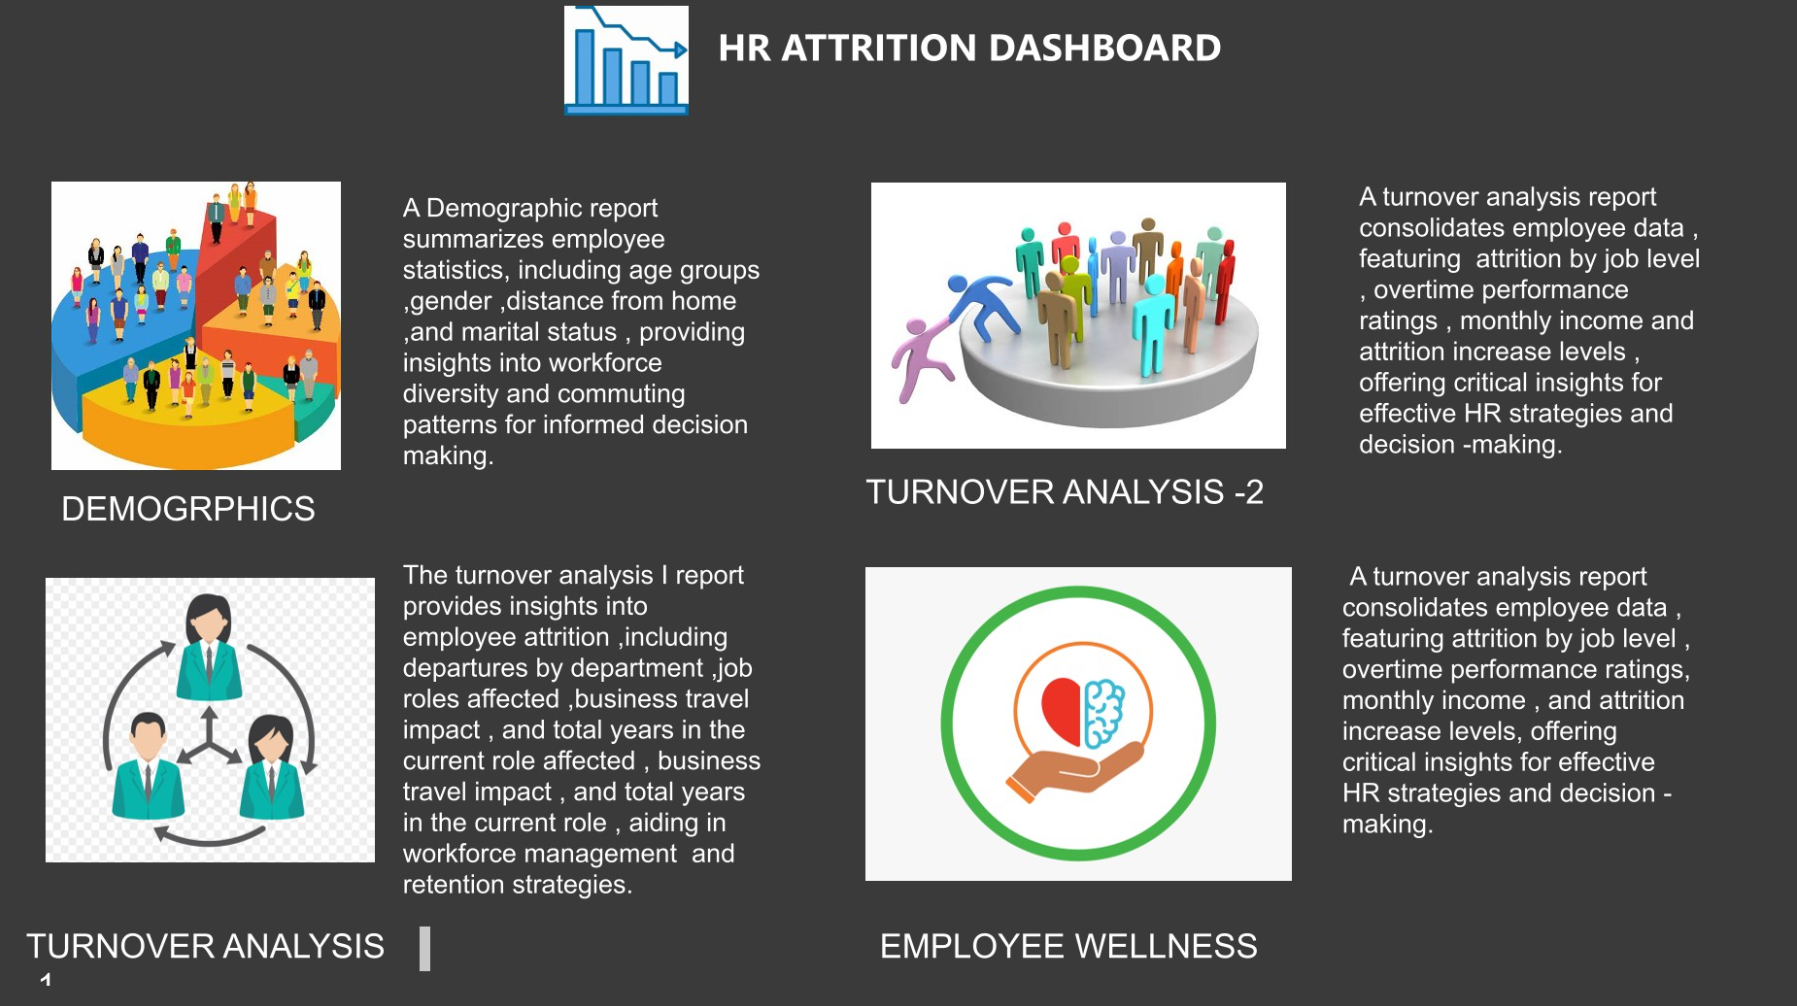 HR ATTRITION DASHBOARD
A Demographic report
summarizes employee
statistics, including age groups
,gender ,distance from home
,and marital status , providing
insights into workforce
diversity and commuting
patterns for informed decision
making.
DEMOGRPHICS
A turnover analysis report
consolidates employee data ,
featuring  attrition by job level
, overtime performance
ratings , monthly income and
attrition increase levels ,
offering critical insights for
effective HR strategies and
decision -making.
TURNOVER ANALYSIS -2
The turnover analysis I report
provides insights into
employee attrition ,including
departures by department ,job
roles affected ,business travel
impact , and total years in the
current role affected , business
travel impact , and total years
in the current role , aiding in
workforce management  and
retention strategies.
TURNOVER ANALYSIS
1
A turnover analysis report
consolidates employee data ,
featuring attrition by job level ,
overtime performance ratings,
monthly income , and attrition
increase levels, offering
critical insights for effective
HR strategies and decision -
making.
EMPLOYEE WELLNESS